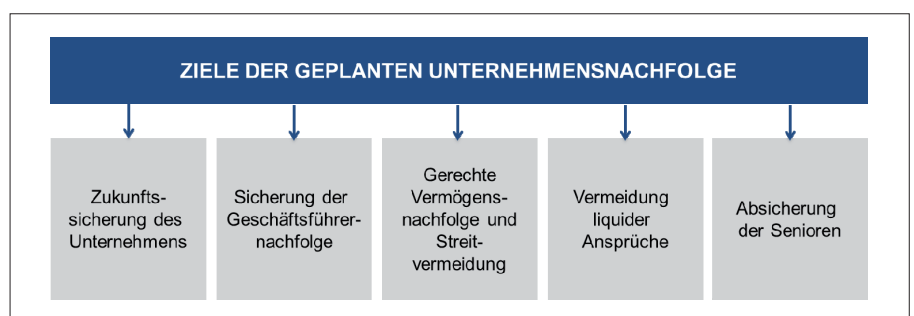 ZIELE DER GEPLANTEN UNTERNEHMENSNACHFOLGE
Zukunfts-
sicherung des
Unternehmens
Sicherung der
Geschäftsführer-
nachfolge
Gerechte
Vermögens-
nachfolge und
Streit-
vermeidung
Vermeidung
liquider
Ansprüche
Absicherung
der Senioren